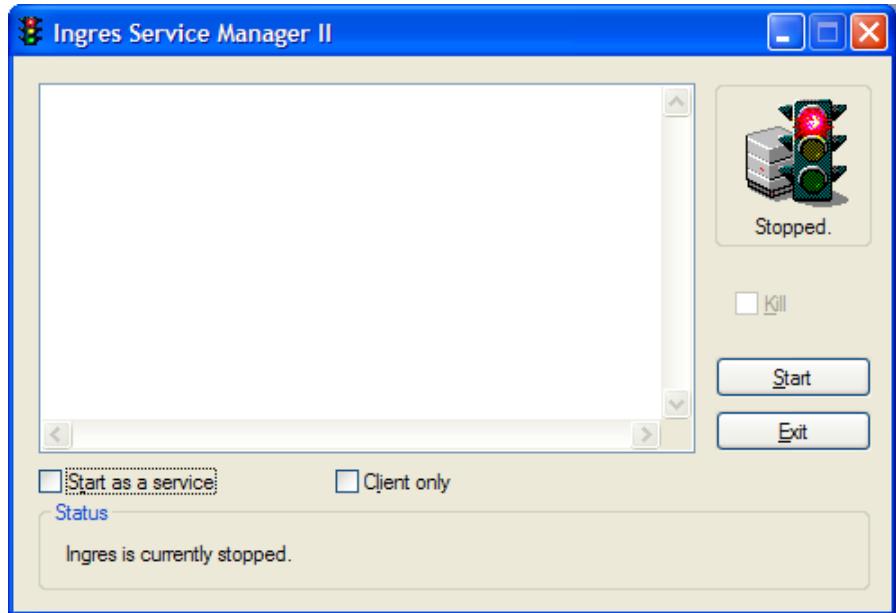 Ingres Service Manager II
Stopped.
Kill
Start
Exit
Start as a service
Client only
Status
Ingres is currently stopped.